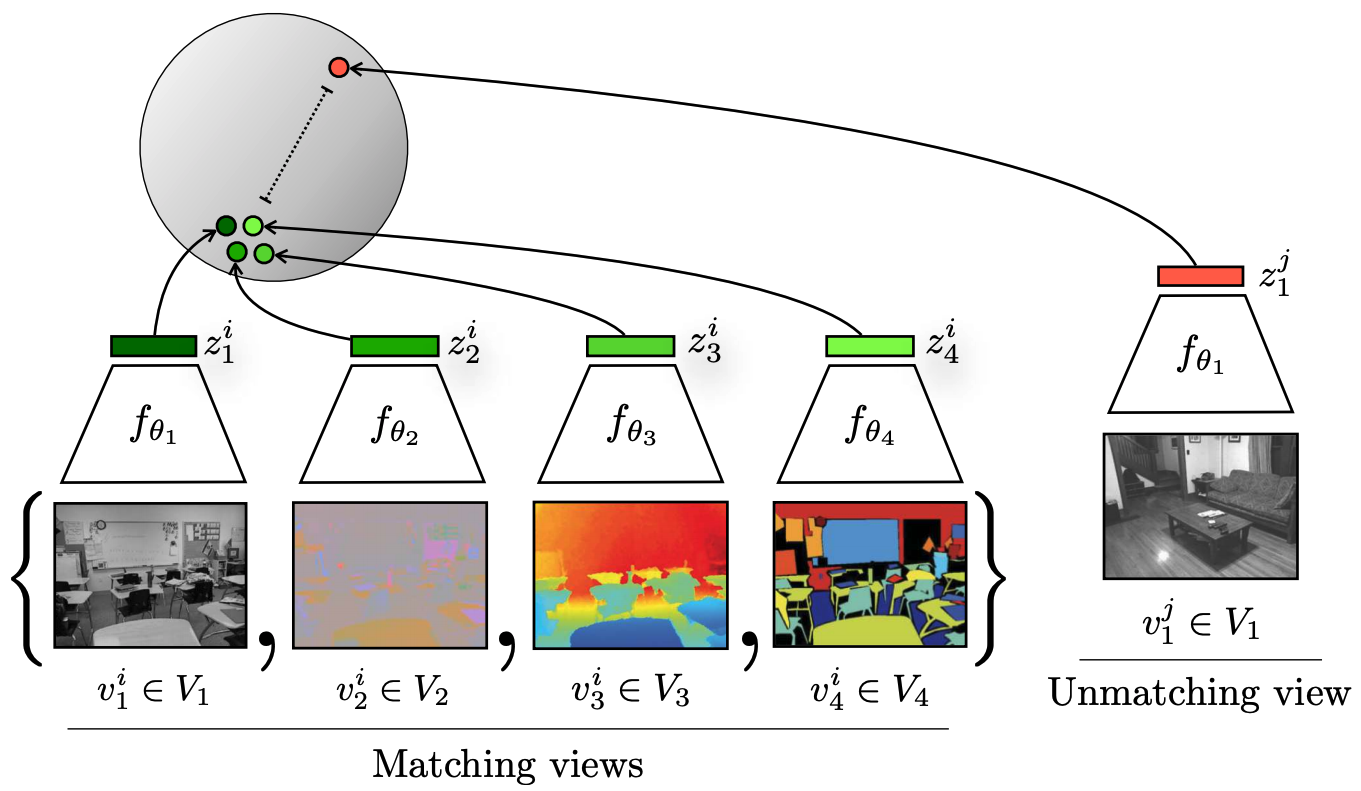 $z_1^j$
$z_1^i$ $z_2^i$ $z_3^i$ $z_4^i$
$f_{\theta_1}$
$f_{\theta_1}$ $f_{\theta_2}$ $f_{\theta_3}$ $f_{\theta_4}$
{ , , , }
$v_1^j \in V_1$
$v_1^i \in V_1$ $v_2^i \in V_2$ $v_3^i \in V_3$ $v_4^i \in V_4$
Unmatching view
Matching views